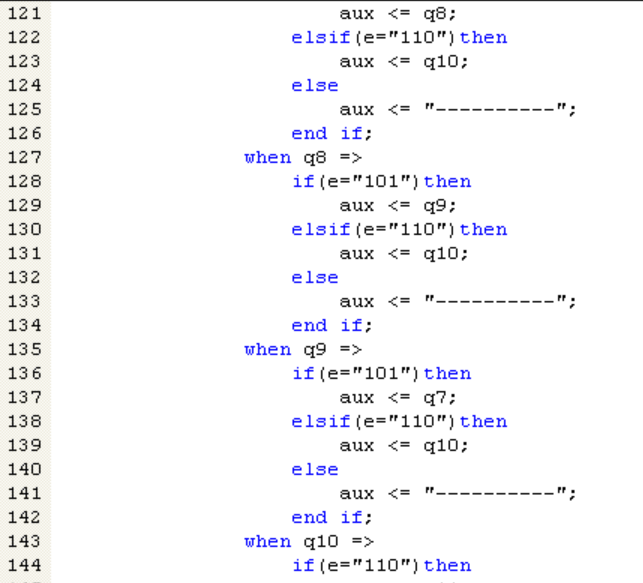 121                         aux <= q8;
122                     elsif(e="110")then
123                         aux <= q10;
124                     else
125                         aux <= "----------";
126                     end if;
127                 when q8 =>
128                     if(e="101")then
129                         aux <= q9;
130                     elsif(e="110")then
131                         aux <= q10;
132                     else
133                         aux <= "----------";
134                     end if;
135                 when q9 =>
136                     if(e="101")then
137                         aux <= q7;
138                     elsif(e="110")then
139                         aux <= q10;
140                     else
141                         aux <= "----------";
142                     end if;
143                 when q10 =>
144                     if(e="110")then